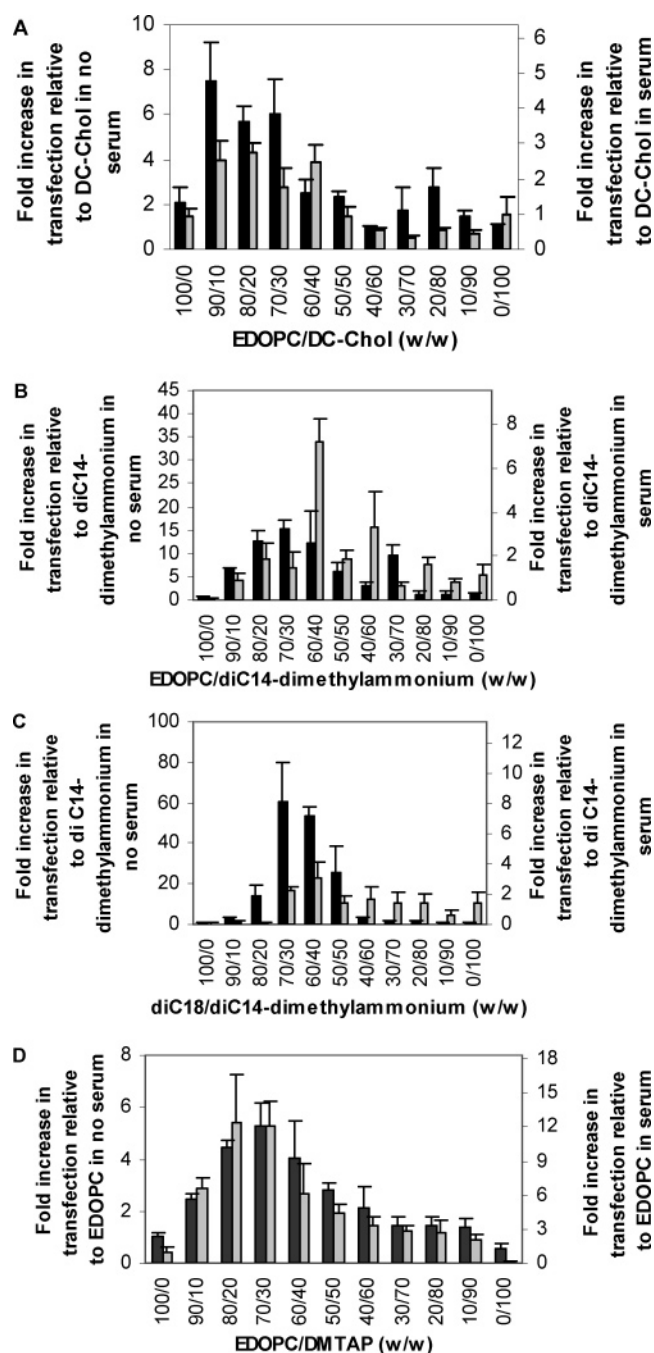 A
Fold increase in
transfection relative
to DC-Chol in no
serum
10
8
6
4
2
0
6
5
4
3
2
1
0
Fold increase in
transfection relative
to DC-Chol in serum
100/0
90/10
80/20
70/30
60/40
50/50
40/60
30/70
20/80
10/90
0/100
EDOPC/DC-Chol (w/w)
B
Fold increase in
transfection relative
to diC14-
dimethylammonium in
no serum
45
40
35
30
25
20
15
10
5
0
8
6
4
2
0
Fold increase in
transfection relative
to diC14-
dimethylammonium in
serum
100/0
90/10
80/20
70/30
60/40
50/50
40/60
30/70
20/80
10/90
0/100
EDOPC/diC14-dimethylammonium (w/w)
C
Fold increase in
transfection relative
to di C14-
dimethylammonium in
no serum
100
80
60
40
20
0
12
10
8
6
4
2
0
Fold increase in
transfection relative
to di C14-
dimethylammonium in
serum
100/0
90/10
80/20
70/30
60/40
50/50
40/60
30/70
20/80
10/90
0/100
diC18/diC14-dimethylammonium (w/w)
D
Fold increase in
transfection relative
to EDOPC in no serum
8
6
4
2
0
18
15
12
9
6
3
0
Fold increase in
transfection relative
to EDOPC in serum
100/0
90/10
80/20
70/30
60/40
50/50
40/60
30/70
20/80
10/90
0/100
EDOPC/DMTAP (w/w)